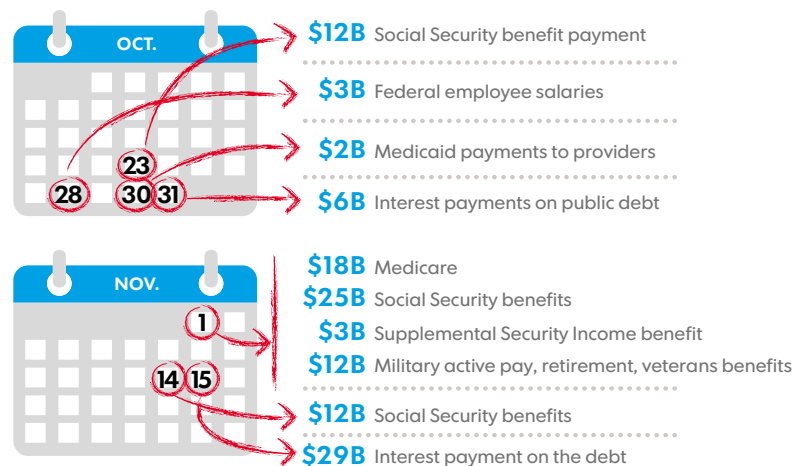 OCT.
$12B Social Security benefit payment
$3B Federal employee salaries
23
$2B Medicaid payments to providers
28 30 31
$6B Interest payments on public debt
NOV.
$18B Medicare
$25B Social Security benefits
1
$3B Supplemental Security Income benefit
$12B Military active pay, retirement, veterans benefits
14 15
$12B Social Security benefits
$29B Interest payment on the debt